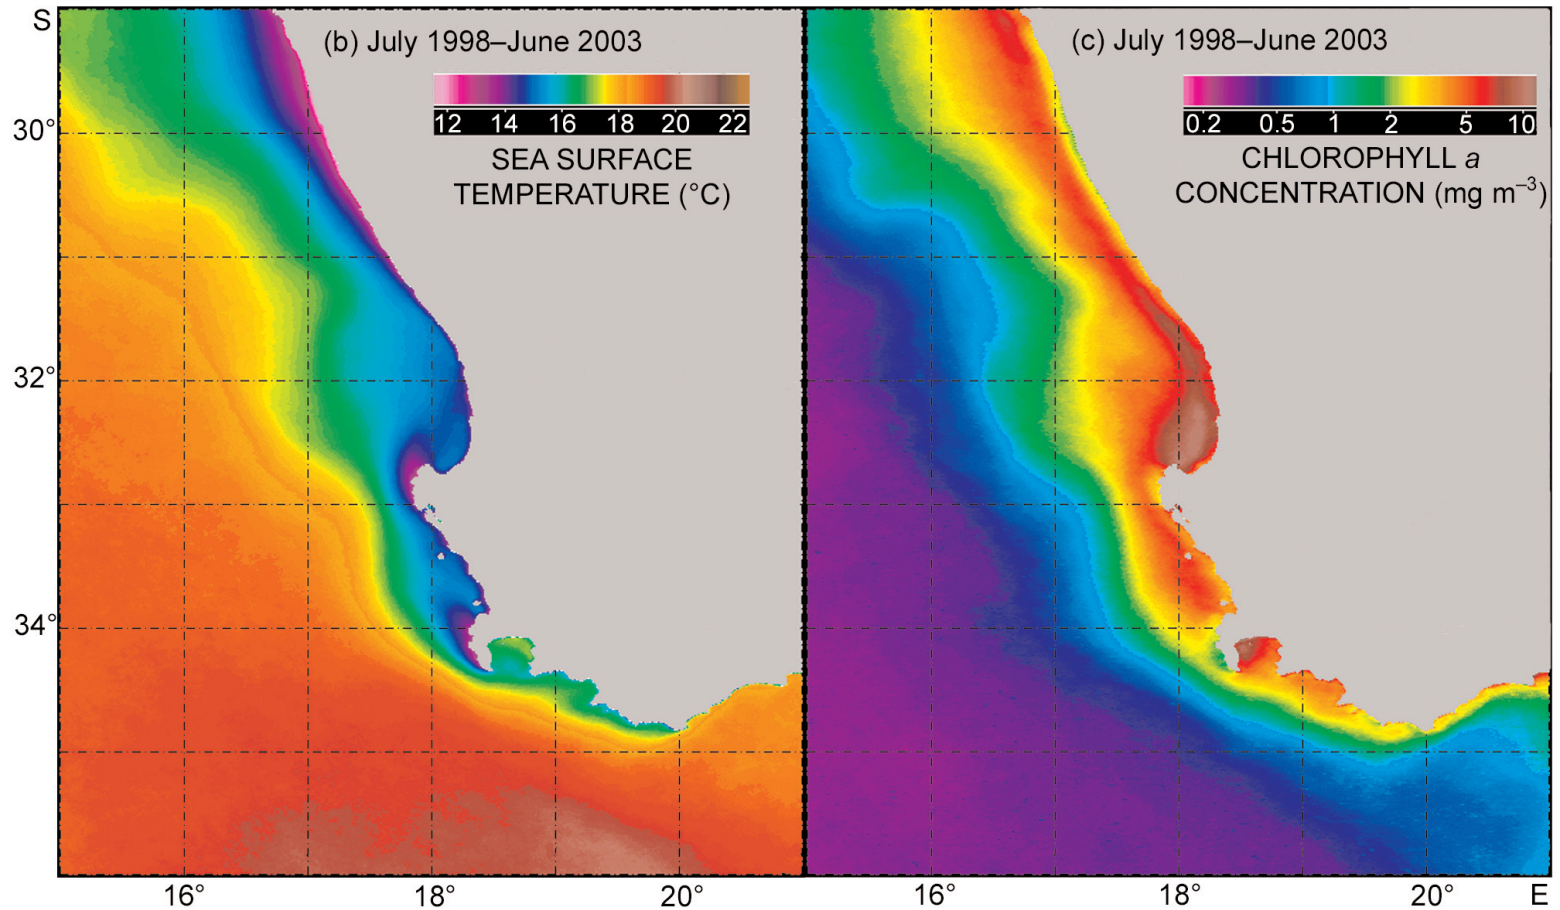 S
(b) July 1998–June 2003
12 14 16 18 20 22
SEA SURFACE
TEMPERATURE (°C)
(c) July 1998–June 2003
0.2 0.5 1 2 5 10
CHLOROPHYLL a
CONCENTRATION (mg m⁻³)
30°
32°
34°
16° 18° 20° 16° 18° 20° E